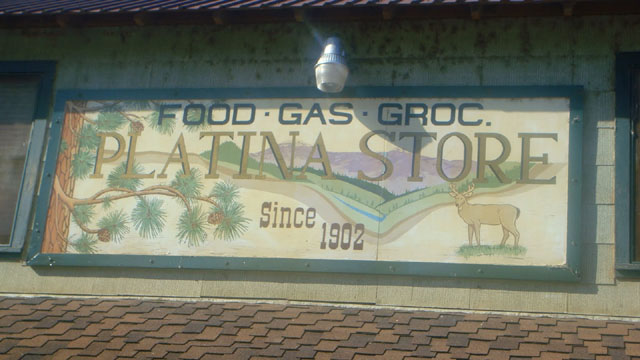 FOOD · GAS · GROC.
PLATINA STORE
Since
1902